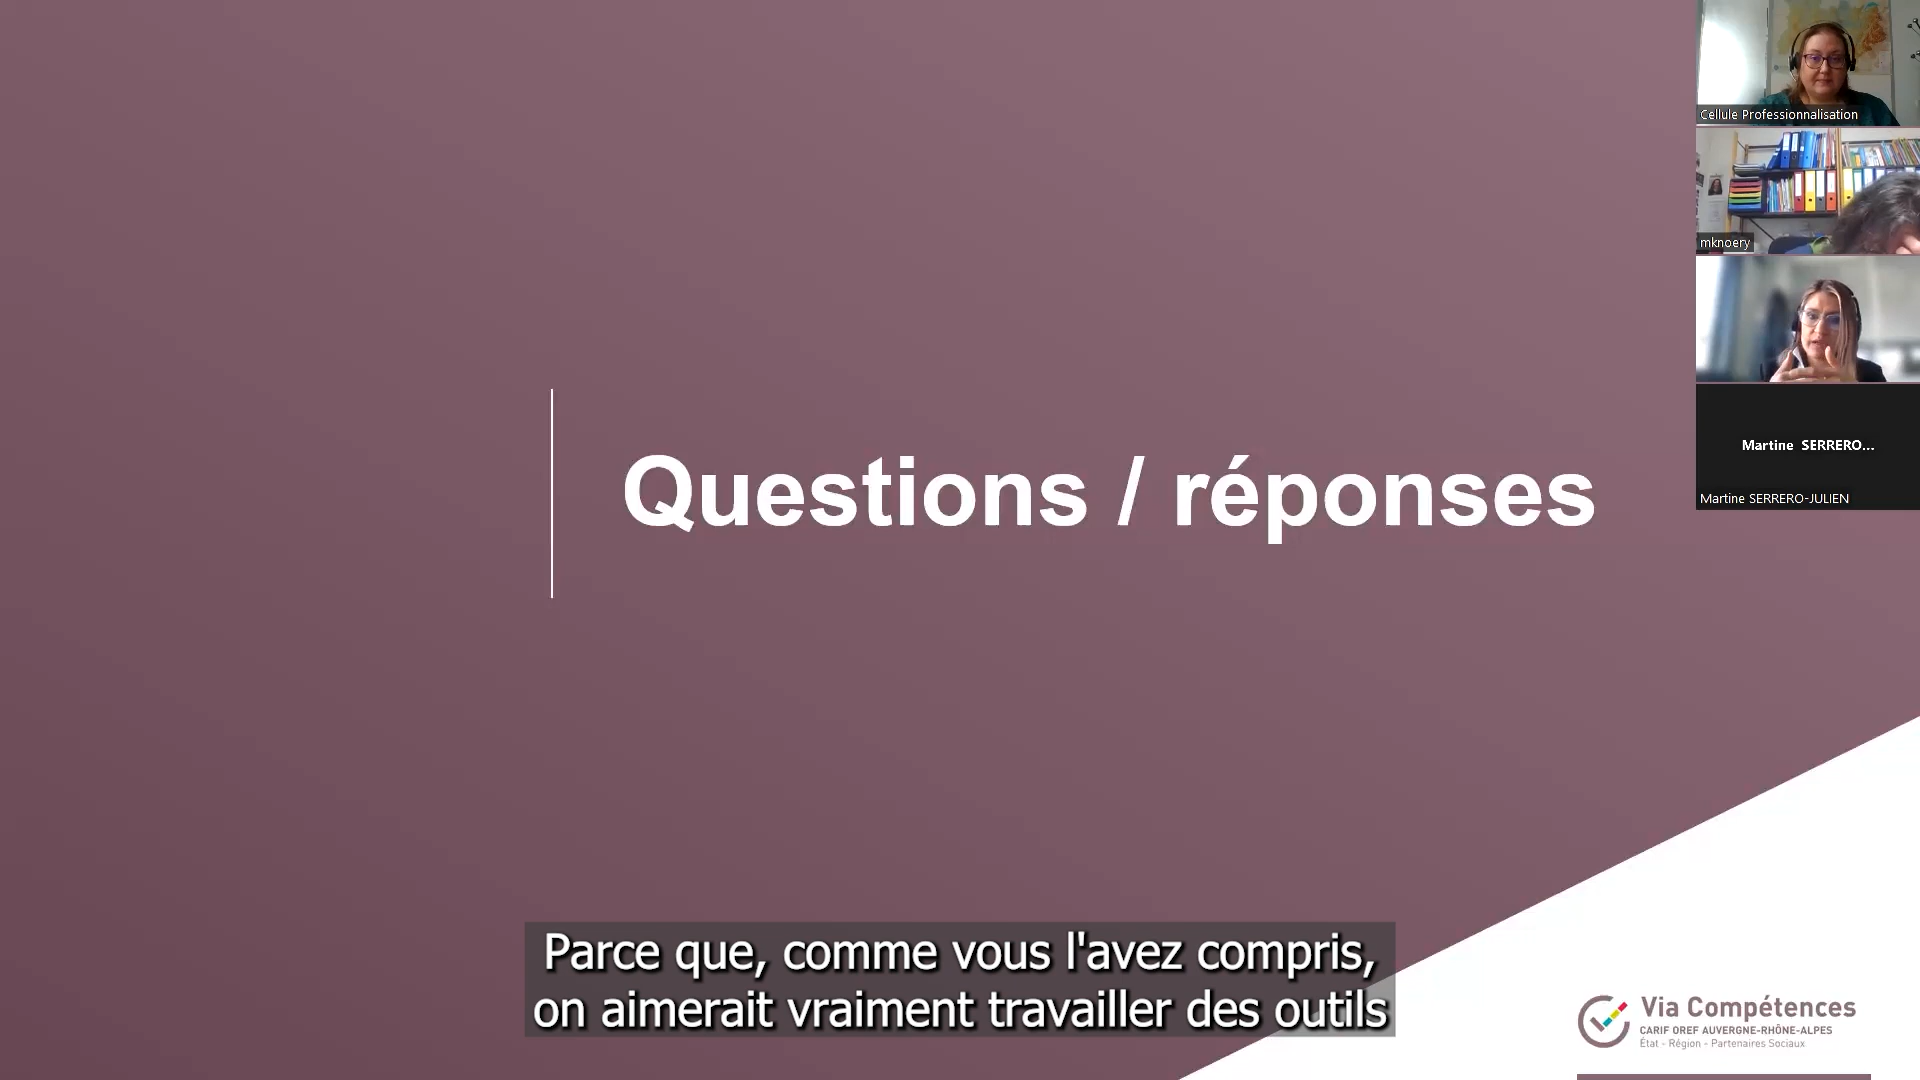 Cellule Professionnalisation
mknoery
Martine SERRERO...
Martine SERRERO-JULIEN
Questions / réponses
Parce que, comme vous l'avez compris,
on aimerait vraiment travailler des outils
Via Compétences
CARIF OREF AUVERGNE-RHÔNE-ALPES
État - Région - Partenaires Sociaux